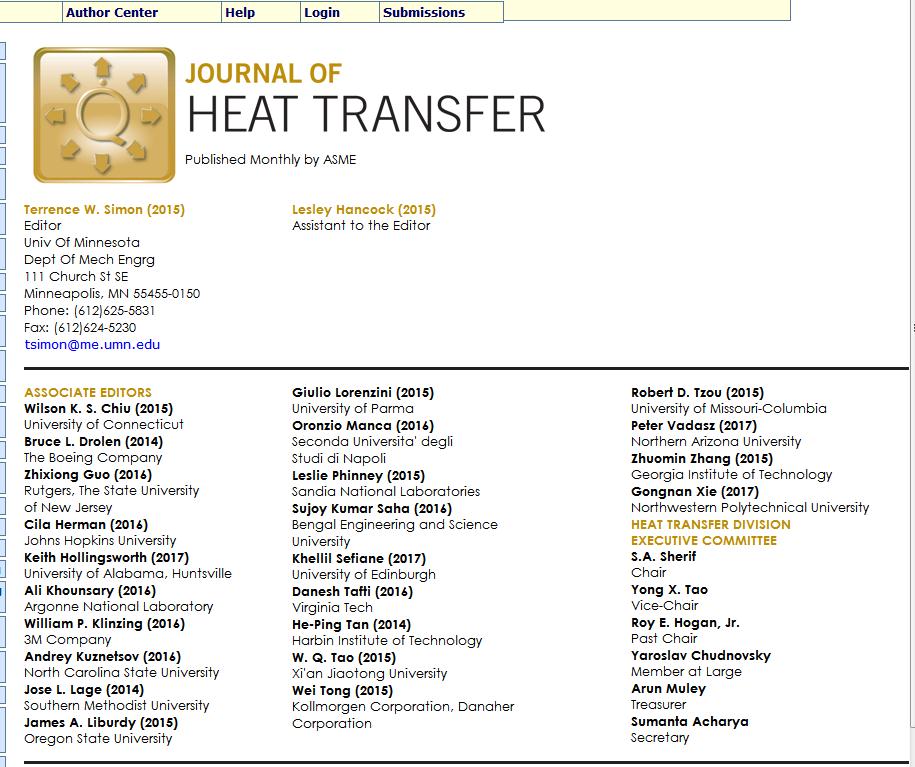 Author Center Help Login Submissions
JOURNAL OF
HEAT TRANSFER
Published Monthly by ASME
Terrence W. Simon (2015)
Editor
Univ Of Minnesota
Dept Of Mech Engrg
111 Church St SE
Minneapolis, MN 55455-0150
Phone: (612)625-5831
Fax: (612)624-5230
tsimon@me.umn.edu
Lesley Hancock (2015)
Assistant to the Editor
ASSOCIATE EDITORS
Wilson K. S. Chiu (2015)
University of Connecticut
Bruce L. Drolen (2014)
The Boeing Company
Zhixiong Guo (2016)
Rutgers, The State University
of New Jersey
Cila Herman (2016)
Johns Hopkins University
Keith Hollingsworth (2017)
University of Alabama, Huntsville
Ali Khounsary (2016)
Argonne National Laboratory
William P. Klinzing (2016)
3M Company
Andrey Kuznetsov (2016)
North Carolina State University
Jose L. Lage (2014)
Southern Methodist University
James A. Liburdy (2015)
Oregon State University
Giulio Lorenzini (2015)
University of Parma
Oronzio Manca (2016)
Seconda Universita' degli
Studi di Napoli
Leslie Phinney (2015)
Sandia National Laboratories
Sujoy Kumar Saha (2016)
Bengal Engineering and Science
University
Khellil Sefiane (2017)
University of Edinburgh
Danesh Tafti (2016)
Virginia Tech
He-Ping Tan (2014)
Harbin Institute of Technology
W. Q. Tao (2015)
Xi'an Jiaotong University
Wei Tong (2015)
Kollmorgen Corporation, Danaher
Corporation
Robert D. Tzou (2015)
University of Missouri-Columbia
Peter Vadasz (2017)
Northern Arizona University
Zhuomin Zhang (2015)
Georgia Institute of Technology
Gongnan Xie (2017)
Northwestern Polytechnical University
HEAT TRANSFER DIVISION
EXECUTIVE COMMITTEE
S.A. Sherif
Chair
Yong X. Tao
Vice-Chair
Roy E. Hogan, Jr.
Past Chair
Yaroslav Chudnovsky
Member at Large
Arun Muley
Treasurer
Sumanta Acharya
Secretary